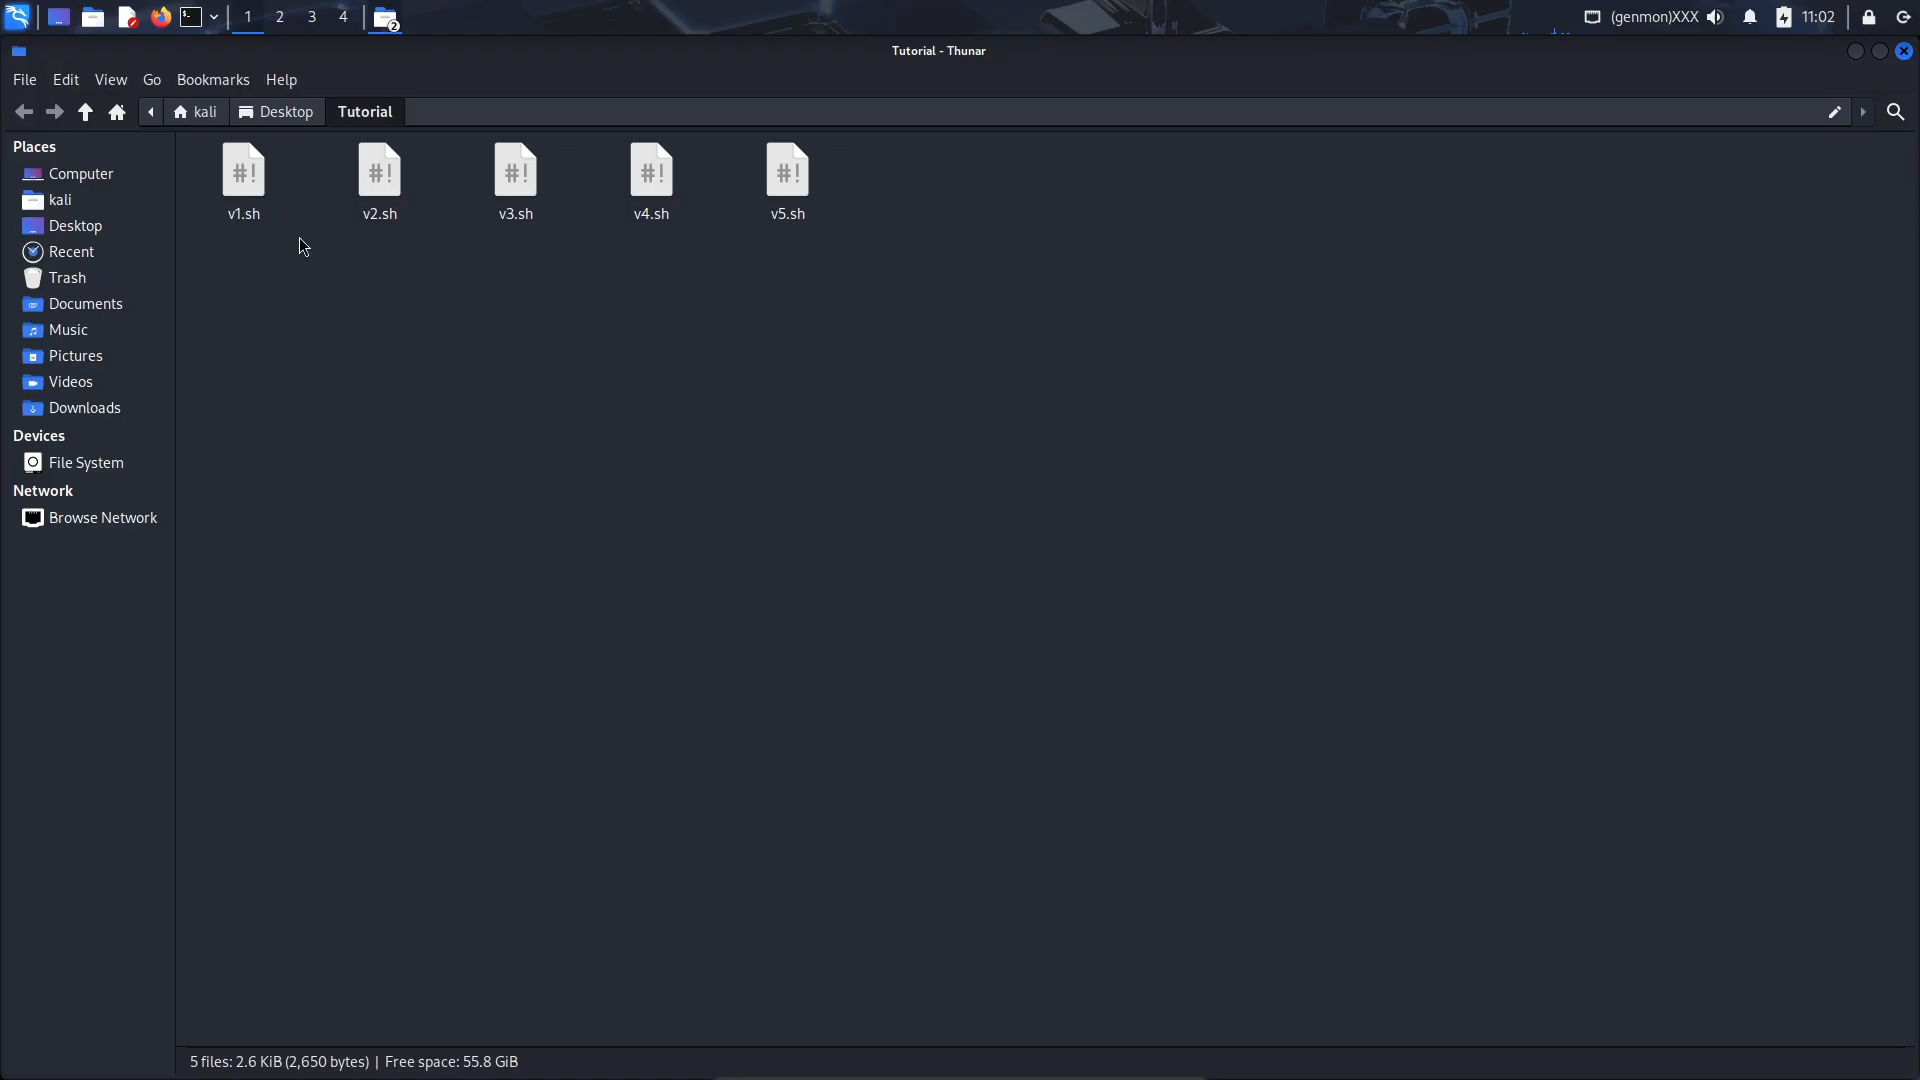 1 2 3 4 2 (genmon)XXX 11:02
Tutorial - Thunar
File Edit View Go Bookmarks Help
kali Desktop Tutorial
Places
Computer
kali
Desktop
Recent
Trash
Documents
Music
Pictures
Videos
Downloads
Devices
File System
Network
Browse Network
#! #! #! #! #!
v1.sh v2.sh v3.sh v4.sh v5.sh
5 files: 2.6 KiB (2,650 bytes) | Free space: 55.8 GiB